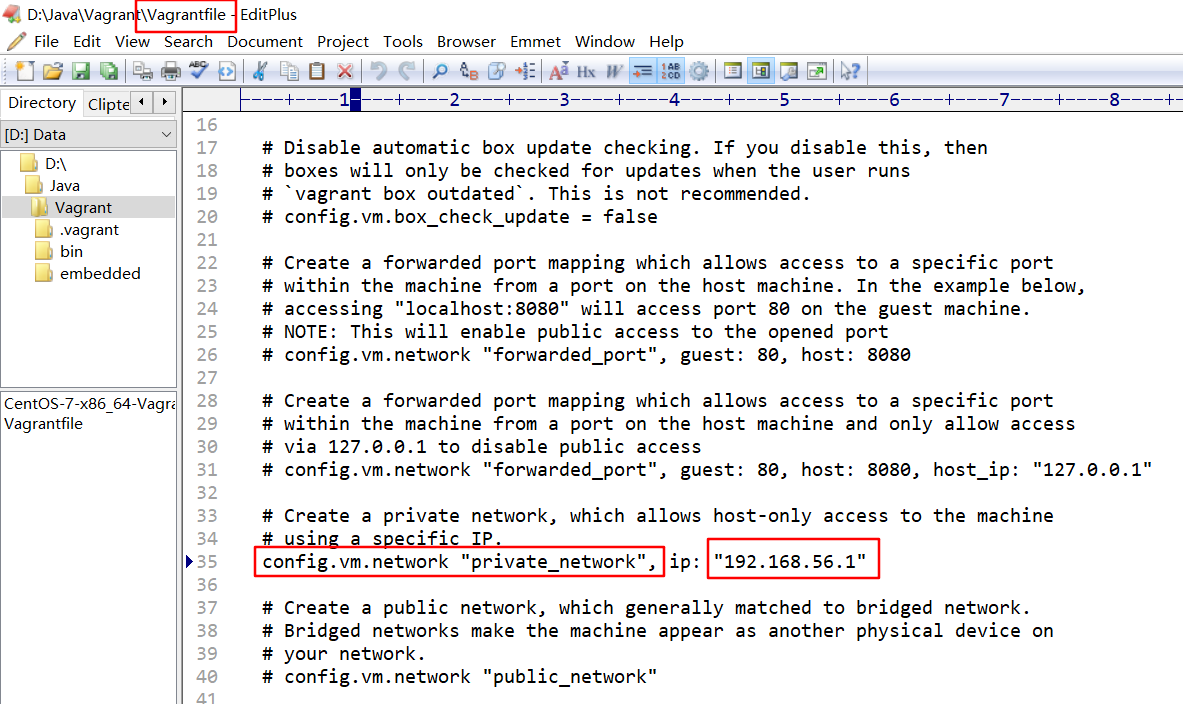 D:\Java\Vagrant\Vagrantfile - EditPlus
File Edit View Search Document Project Tools Browser Emmet Window Help
Directory Clipte
[D:] Data
D:\
Java
Vagrant
.vagrant
bin
embedded
CentOS-7-x86_64-Vagra
Vagrantfile
----+----1----+----2----+----3----+----4----+----5----+----6----+----7----+----8----+
16
17 # Disable automatic box update checking. If you disable this, then
18 # boxes will only be checked for updates when the user runs
19 # `vagrant box outdated`. This is not recommended.
20 # config.vm.box_check_update = false
21
22 # Create a forwarded port mapping which allows access to a specific port
23 # within the machine from a port on the host machine. In the example below,
24 # accessing "localhost:8080" will access port 80 on the guest machine.
25 # NOTE: This will enable public access to the opened port
26 # config.vm.network "forwarded_port", guest: 80, host: 8080
27
28 # Create a forwarded port mapping which allows access to a specific port
29 # within the machine from a port on the host machine and only allow access
30 # via 127.0.0.1 to disable public access
31 # config.vm.network "forwarded_port", guest: 80, host: 8080, host_ip: "127.0.0.1"
32
33 # Create a private network, which allows host-only access to the machine
34 # using a specific IP.
35 config.vm.network "private_network", ip: "192.168.56.1"
36
37 # Create a public network, which generally matched to bridged network.
38 # Bridged networks make the machine appear as another physical device on
39 # your network.
40 # config.vm.network "public_network"
41